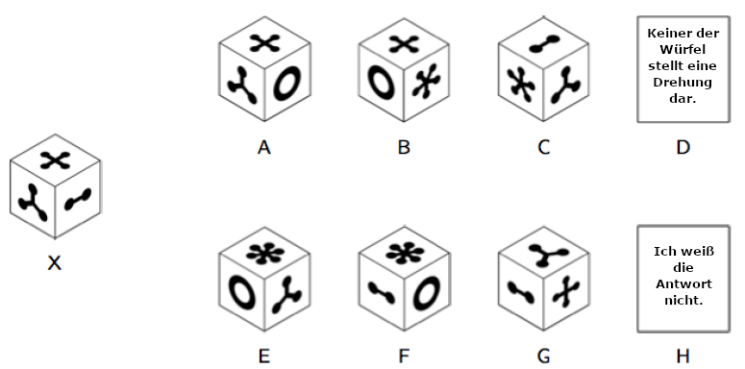 Keiner der
Würfel
stellt eine
Drehung
dar.
A
B
C
D
X
Ich weiß
die
Antwort
nicht.
E
F
G
H